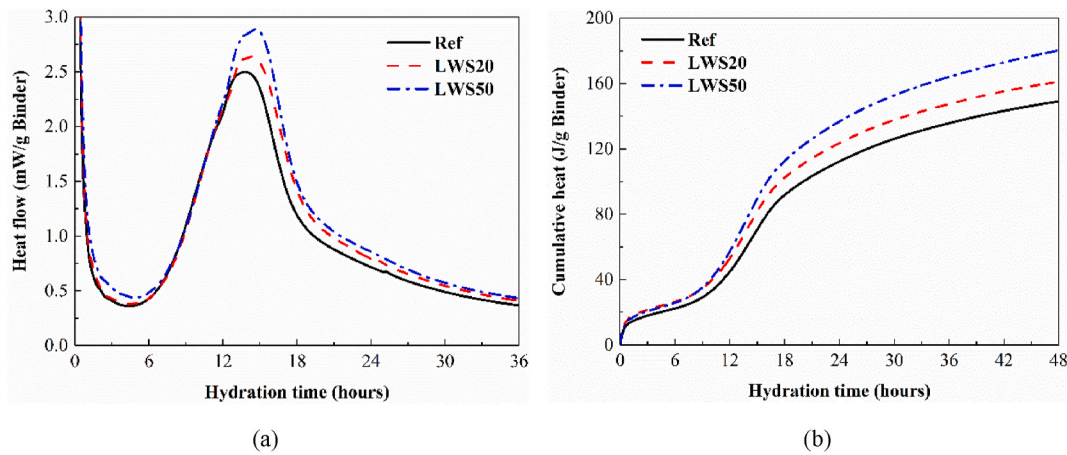 3.0
2.5
2.0
1.5
1.0
0.5
0.0
Heat flow (mW/g Binder)
Ref
LWS20
LWS50
0 6 12 18 24 30 36
Hydration time (hours)
(a)
200
160
120
80
40
0
Cumulative heat (J/g Binder)
Ref
LWS20
LWS50
0 6 12 18 24 30 36 42 48
Hydration time (hours)
(b)